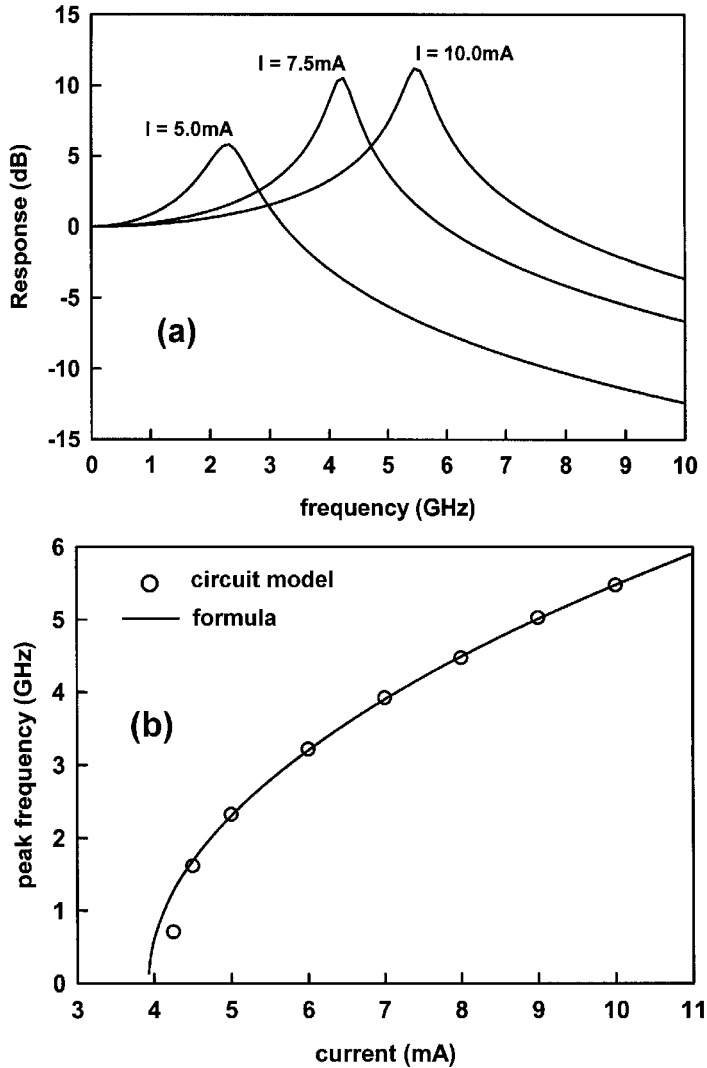 15
10
5
0
-5
-10
-15
Response (dB)
I = 5.0mA
I = 7.5mA
I = 10.0mA
(a)
0 1 2 3 4 5 6 7 8 9 10
frequency (GHz)
6
5
4
3
2
1
0
peak frequency (GHz)
circuit model
formula
(b)
3 4 5 6 7 8 9 10 11
current (mA)